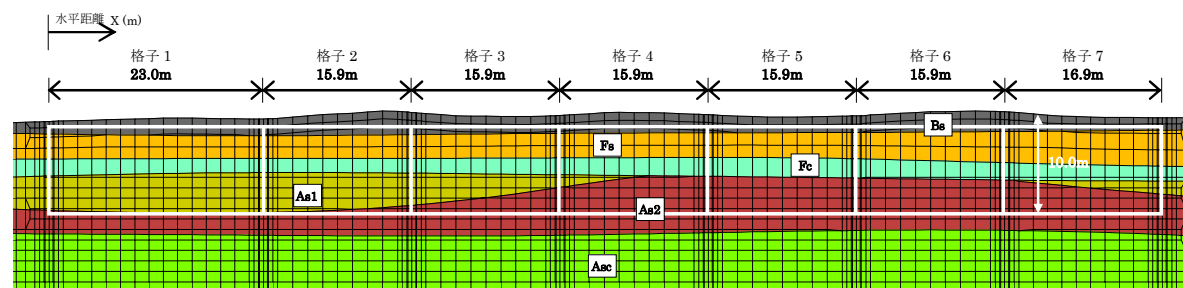 水平距離 X (m)
格子 1 格子 2 格子 3 格子 4 格子 5 格子 6 格子 7
23.0m 15.9m 15.9m 15.9m 15.9m 15.9m 16.9m
Bs
Fs
Fc
10.0m
As1
As2
Asc